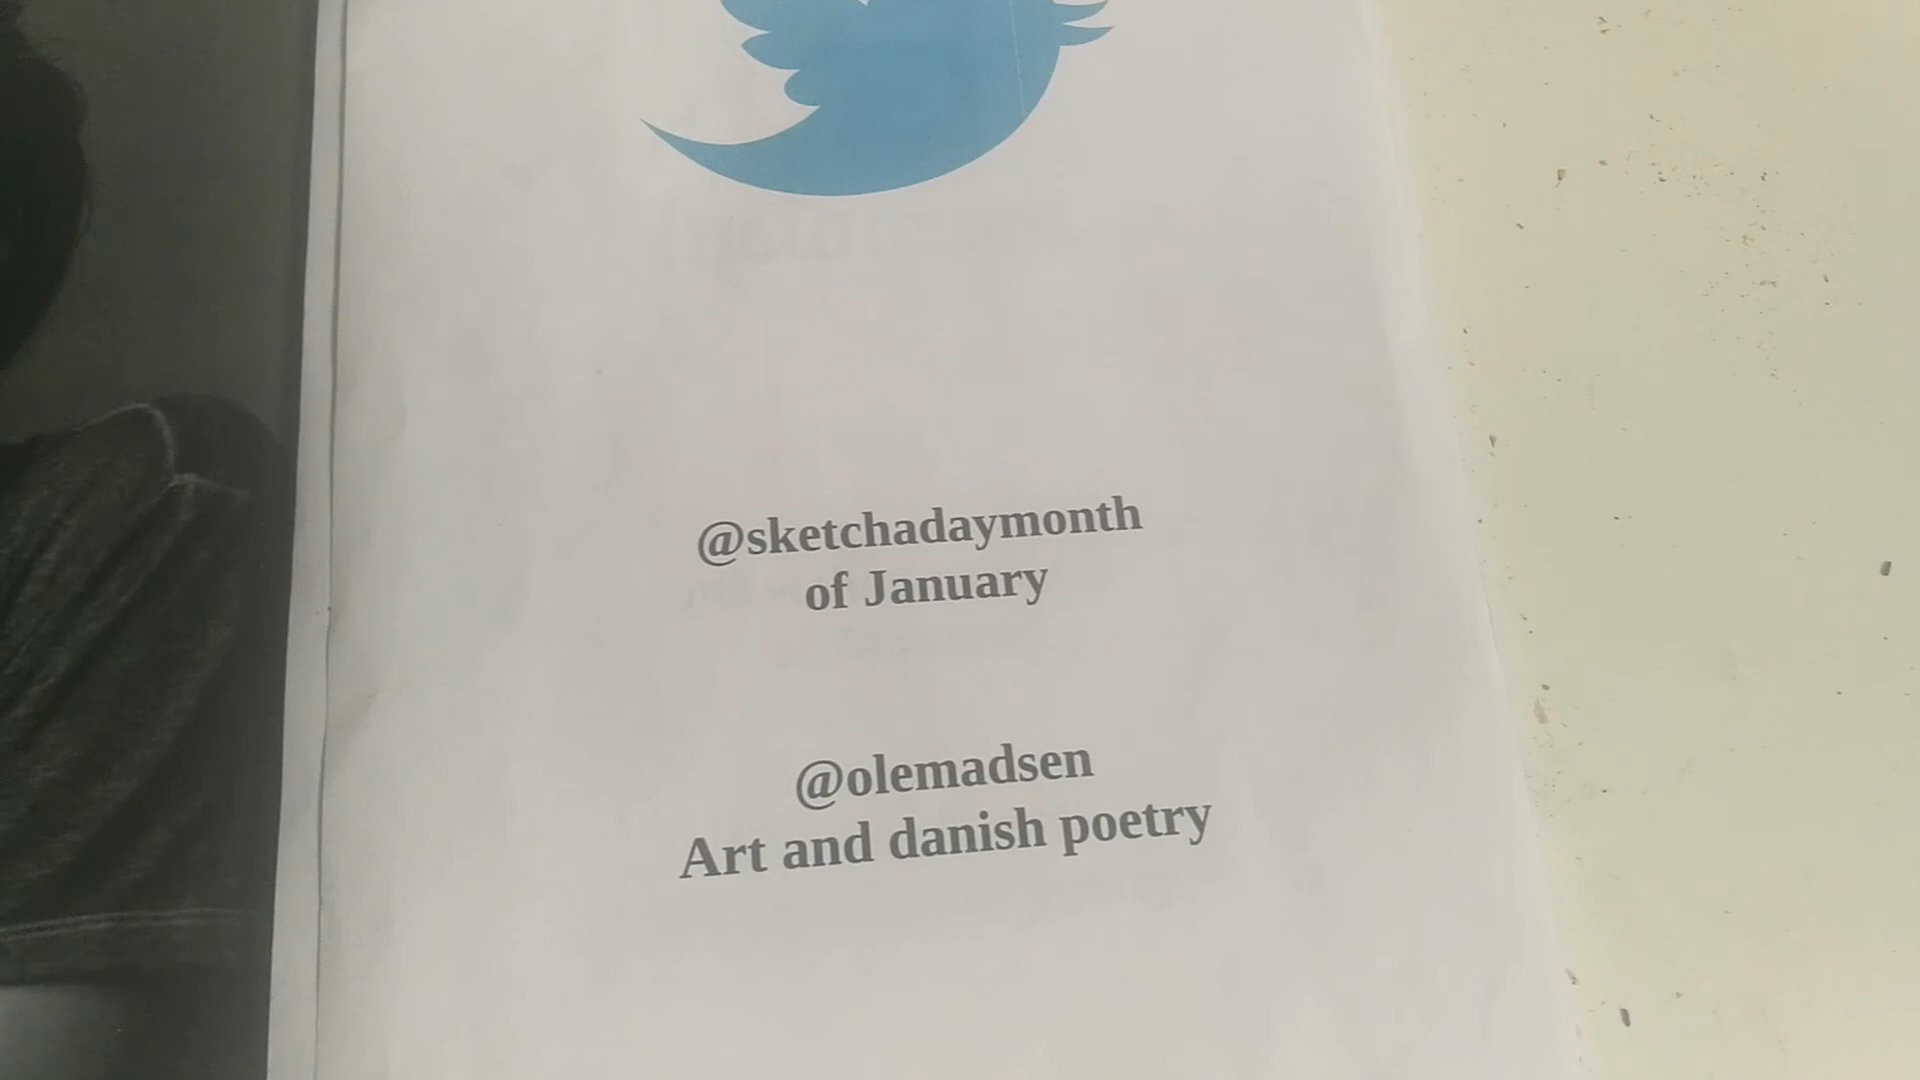 @sketchadaymonth
of January
@olemadsen
Art and danish poetry